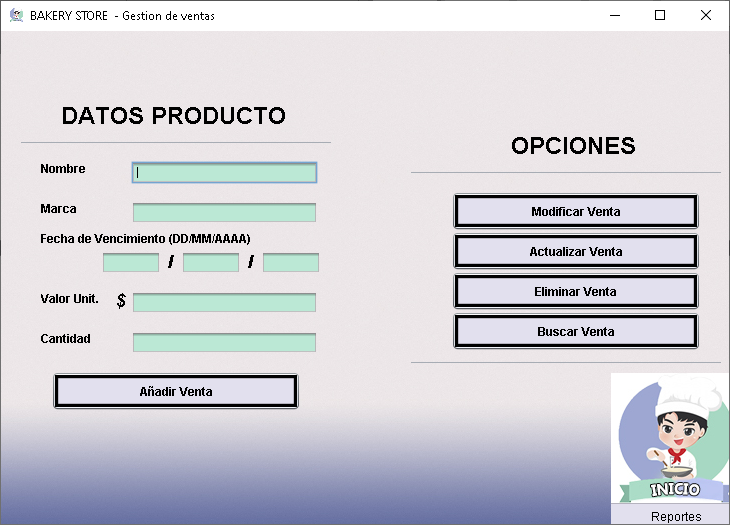 BAKERY STORE - Gestion de ventas
DATOS PRODUCTO
Nombre
Marca
Fecha de Vencimiento (DD/MM/AAAA)
/ /
Valor Unit. $
Cantidad
Añadir Venta
OPCIONES
Modificar Venta
Actualizar Venta
Eliminar Venta
Buscar Venta
INICIO
Reportes